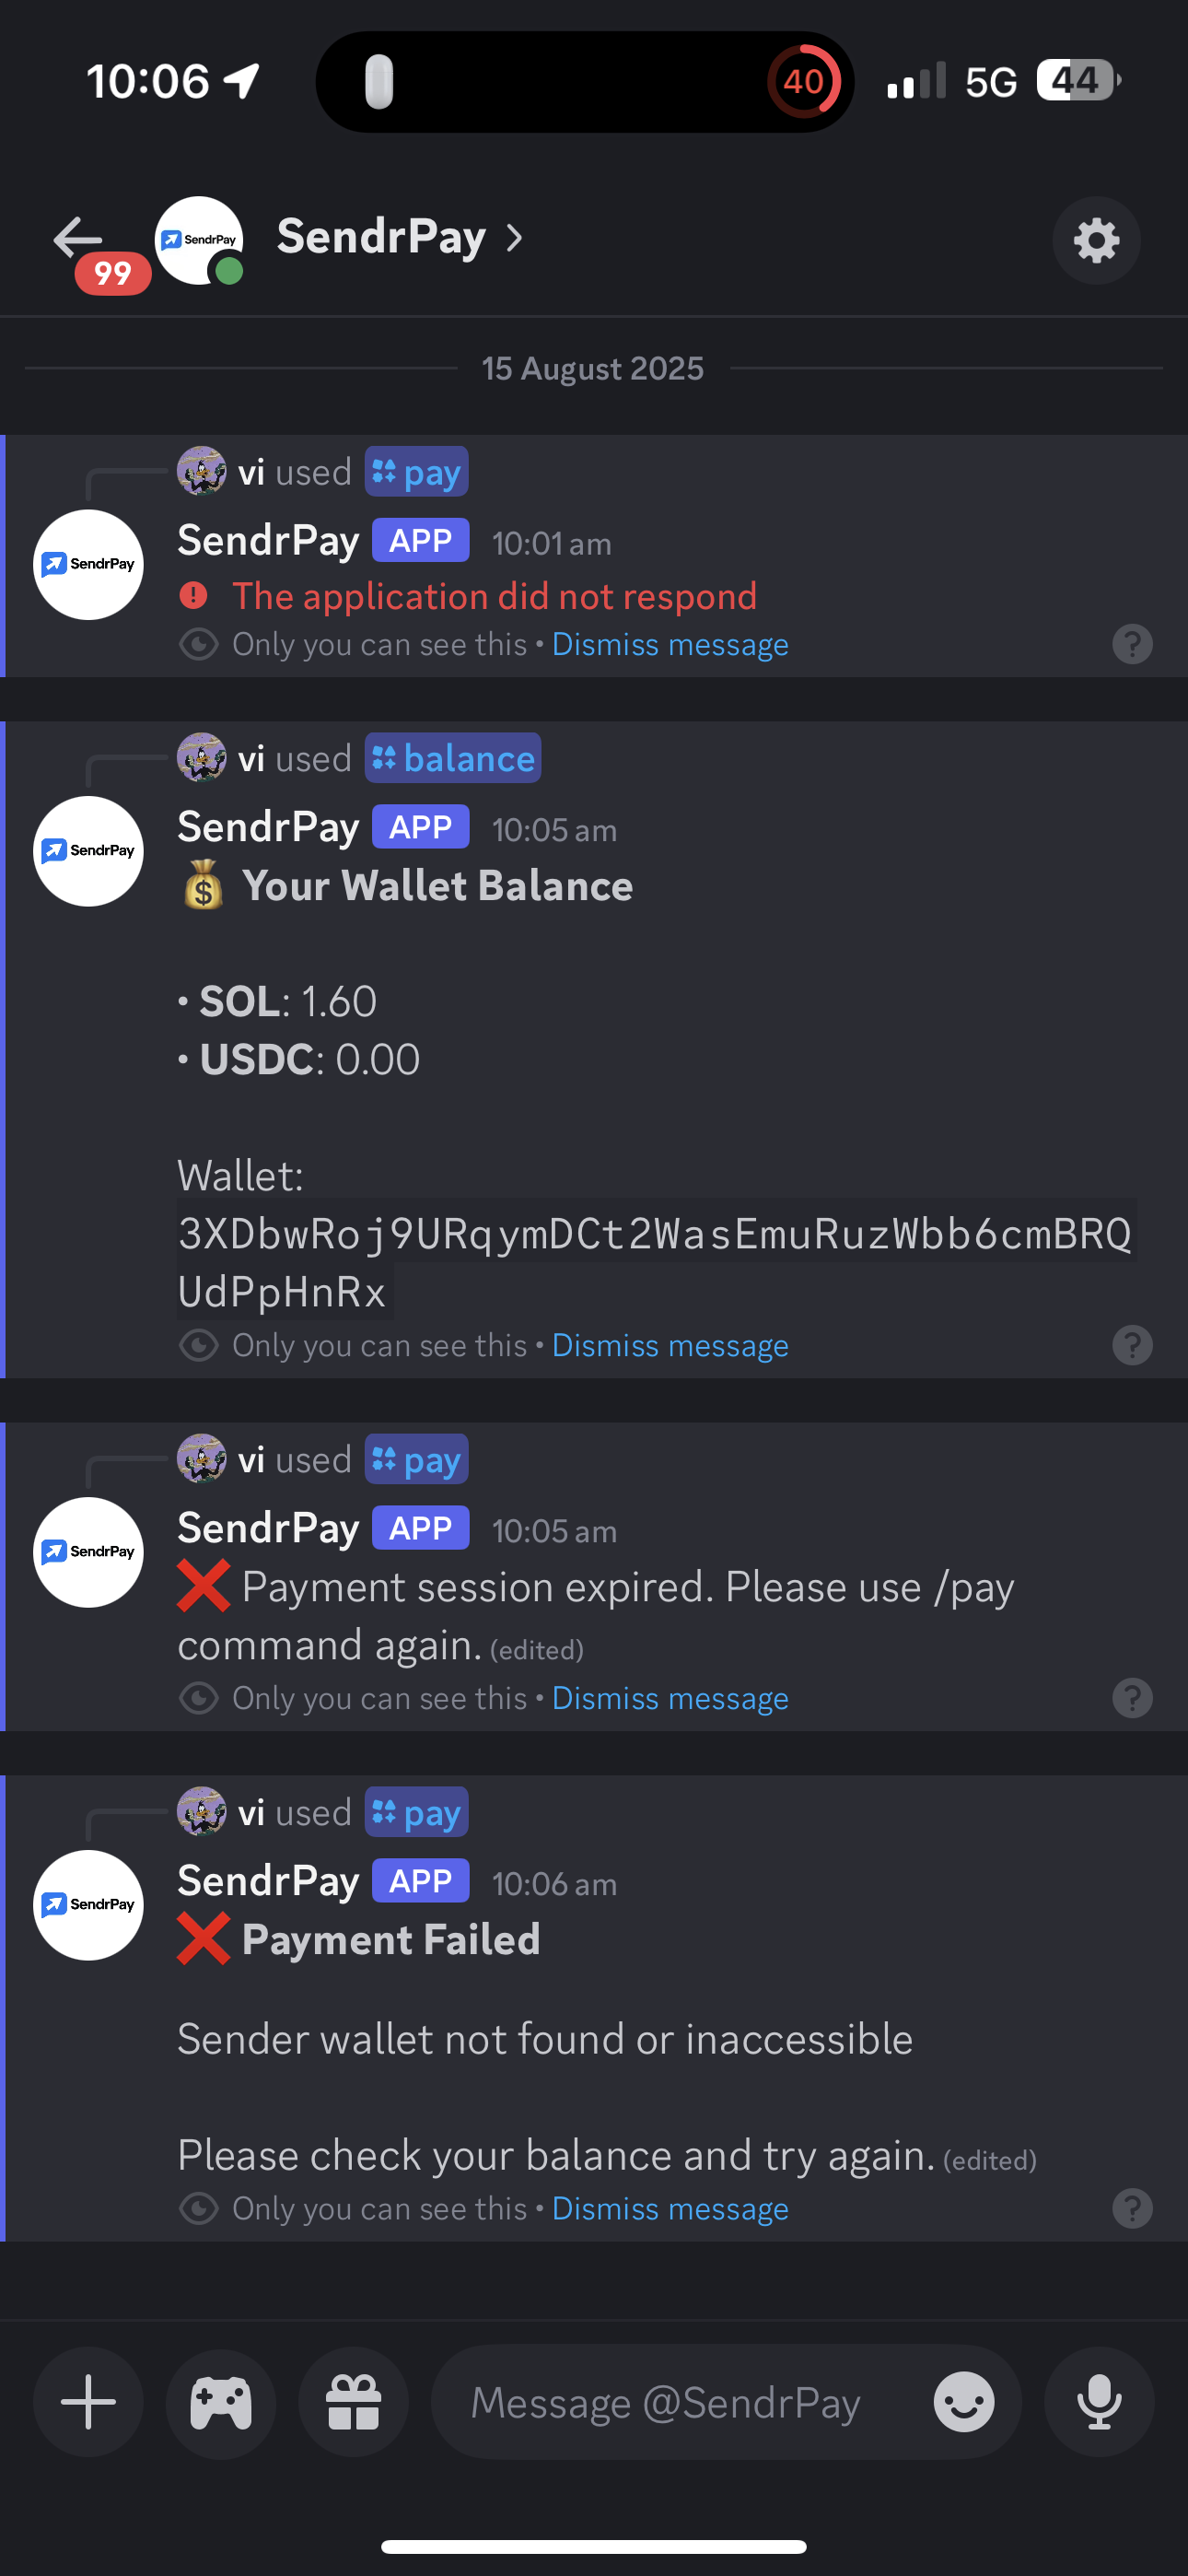 10:06
40
5G
44
99
SendrPay
SendrPay
15 August 2025
vi used pay
SendrPay APP 10:01 am
SendrPay
The application did not respond
Only you can see this • Dismiss message
?
vi used balance
SendrPay APP 10:05 am
SendrPay
💰 Your Wallet Balance
• SOL: 1.60
• USDC: 0.00
Wallet:
3XDbwRoj9URqymDCt2WasEmuRuzWbb6cmBRQ
UdPpHnRx
Only you can see this • Dismiss message
?
vi used pay
SendrPay APP 10:05 am
SendrPay
❌ Payment session expired. Please use /pay
command again. (edited)
Only you can see this • Dismiss message
?
vi used pay
SendrPay APP 10:06 am
SendrPay
❌ Payment Failed
Sender wallet not found or inaccessible
Please check your balance and try again. (edited)
Only you can see this • Dismiss message
?
Message @SendrPay